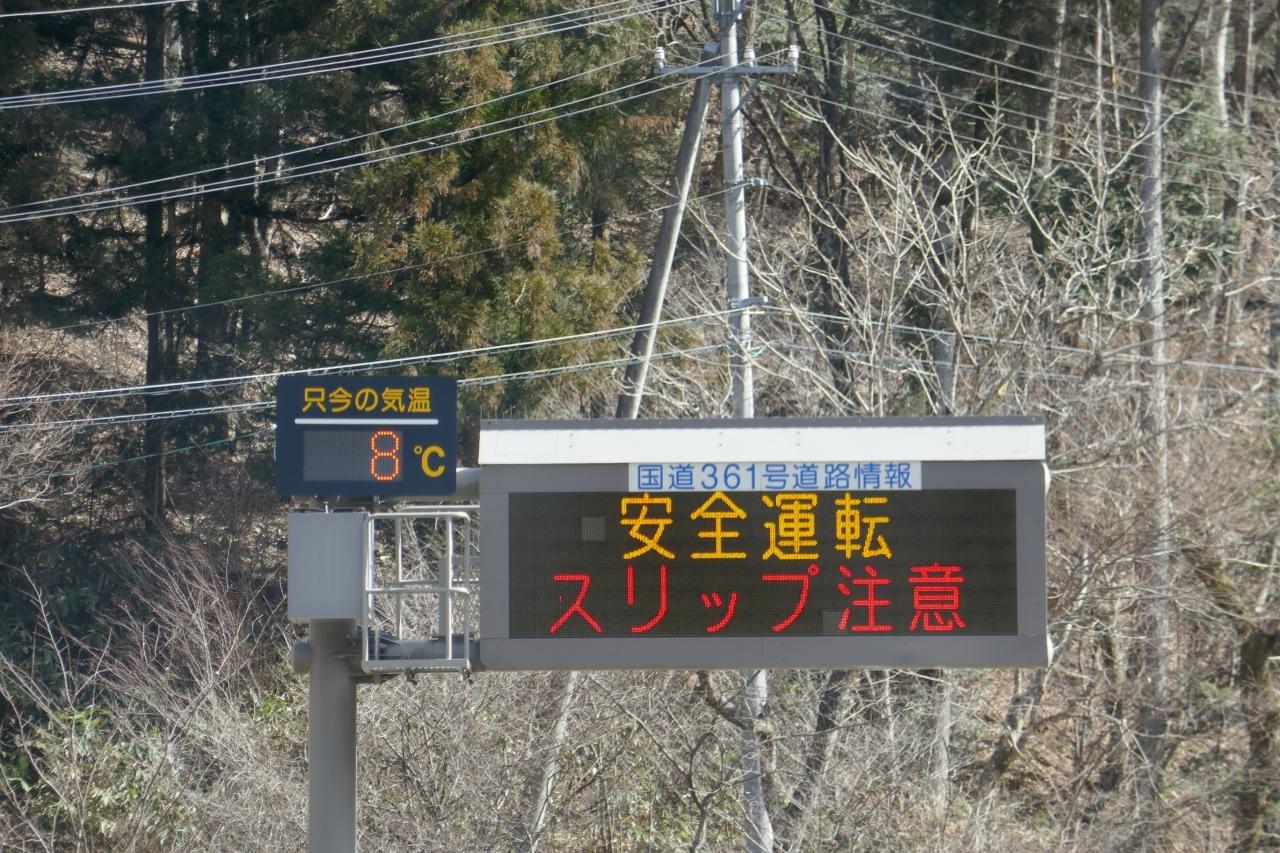 只今の気温
8℃
国道361号道路情報
安全運転
スリップ注意